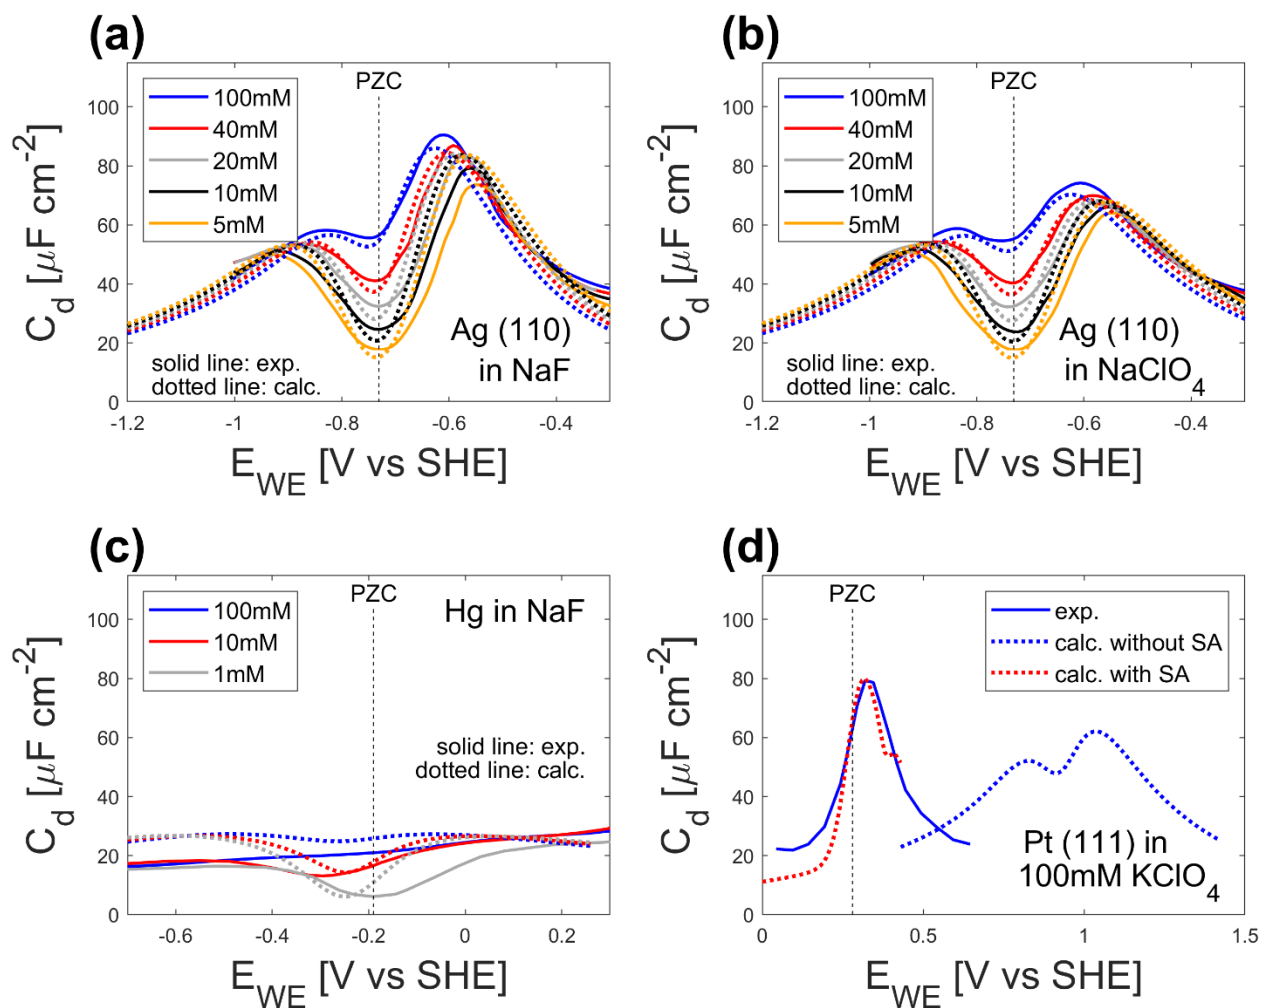 (a)
PZC
100mM
40mM
20mM
10mM
5mM
Ag (110)
in NaF
solid line: exp.
dotted line: calc.
100
80
60
40
20
0
-1.2
-1
-0.8
-0.6
-0.4
C_d [μF cm^-2]
E_WE [V vs SHE]
(b)
PZC
100mM
40mM
20mM
10mM
5mM
Ag (110)
in NaClO_4
solid line: exp.
dotted line: calc.
100
80
60
40
20
0
-1.2
-1
-0.8
-0.6
-0.4
C_d [μF cm^-2]
E_WE [V vs SHE]
(c)
PZC
Hg in NaF
100mM
10mM
1mM
solid line: exp.
dotted line: calc.
100
80
60
40
20
0
-0.6
-0.4
-0.2
0
0.2
C_d [μF cm^-2]
E_WE [V vs SHE]
(d)
PZC
exp.
calc. without SA
calc. with SA
Pt (111) in
100mM KClO_4
100
80
60
40
20
0
0
0.5
1
1.5
C_d [μF cm^-2]
E_WE [V vs SHE]